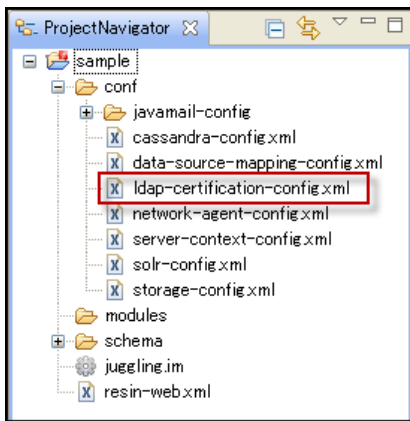 ProjectNavigator
sample
conf
javamail-config
cassandra-config.xml
data-source-mapping-config.xml
ldap-certification-config.xml
network-agent-config.xml
server-context-config.xml
solr-config.xml
storage-config.xml
modules
schema
juggling.im
resin-web.xml